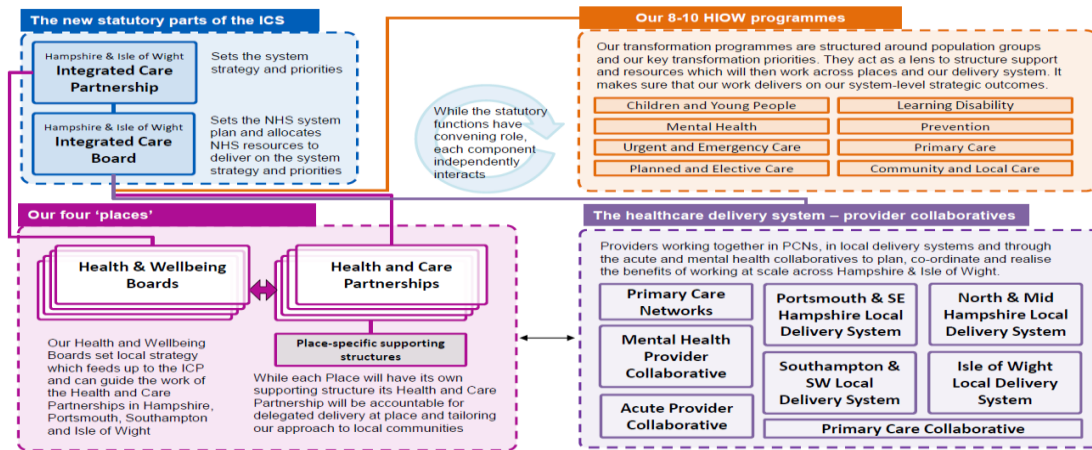 The new statutory parts of the ICS
Hampshire & Isle of Wight
Integrated Care
Partnership
Sets the system
strategy and priorities
Hampshire & Isle of Wight
Integrated Care
Board
Sets the NHS system
plan and allocates
NHS resources to
deliver on the system
strategy and priorities
While the statutory
functions have
convening role,
each component
independently
interacts
Our 8-10 HIOW programmes
Our transformation programmes are structured around population groups
and our key transformation priorities. They act as a lens to structure support
and resources which will then work across places and our delivery system. It
makes sure that our work delivers on our system-level strategic outcomes.
Children and Young People
Learning Disability
Mental Health
Prevention
Urgent and Emergency Care
Primary Care
Planned and Elective Care
Community and Local Care
Our four ‘places’
Health & Wellbeing
Boards
Health and Care
Partnerships
Place-specific supporting
structures
Our Health and Wellbeing
Boards set local strategy
which feeds up to the ICP
and can guide the work of
the Health and Care
Partnerships in Hampshire,
Portsmouth, Southampton
and Isle of Wight
While each Place will have its own
supporting structure its Health and Care
Partnership will be accountable for
delegated delivery at place and tailoring
our approach to local communities
The healthcare delivery system – provider collaboratives
Providers working together in PCNs, in local delivery systems and through
the acute and mental health collaboratives to plan, co-ordinate and realise
the benefits of working at scale across Hampshire & Isle of Wight.
Primary Care
Networks
Mental Health
Provider
Collaborative
Acute Provider
Collaborative
Portsmouth & SE
Hampshire Local
Delivery System
North & Mid
Hampshire Local
Delivery System
Southampton &
SW Local
Delivery System
Isle of Wight
Local Delivery
System
Primary Care Collaborative